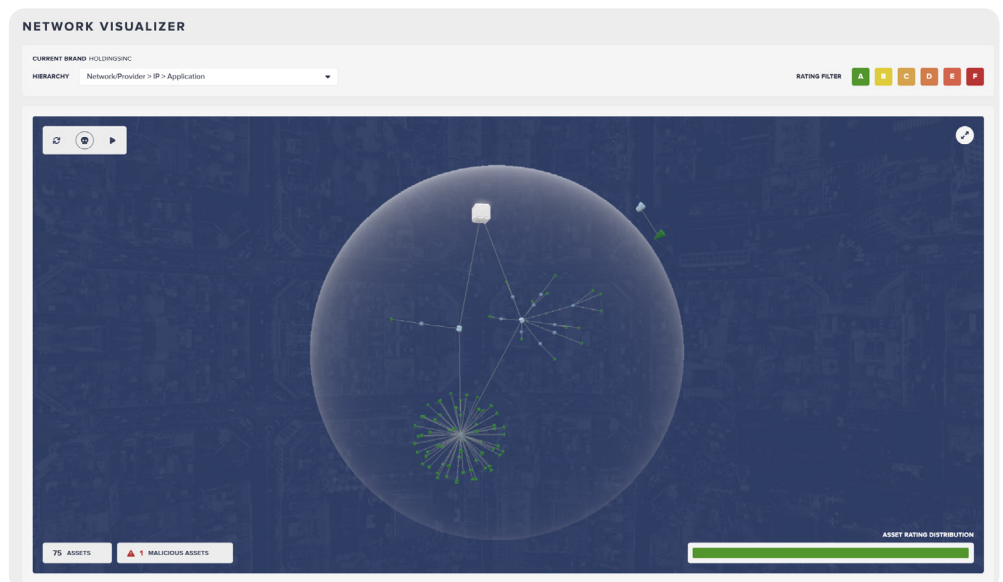 NETWORK VISUALIZER
CURRENT BRAND HOLDINGSINC
HIERARCHY Network/Provider > IP > Application
RATING FILTER A B C D E F
75 ASSETS
1 MALICIOUS ASSETS
ASSET RATING DISTRIBUTION